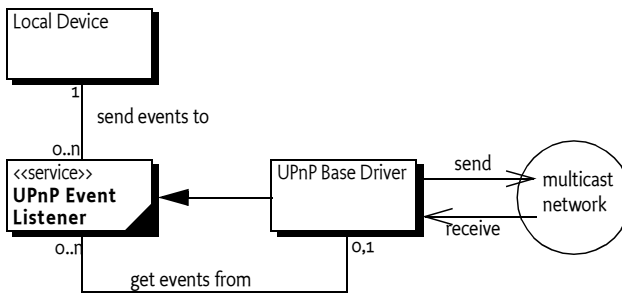 Local Device
1
send events to
0..n
<<service>>
UPnP Event
Listener
UPnP Base Driver
send
multicast
network
receive
0..n
0,1
get events from